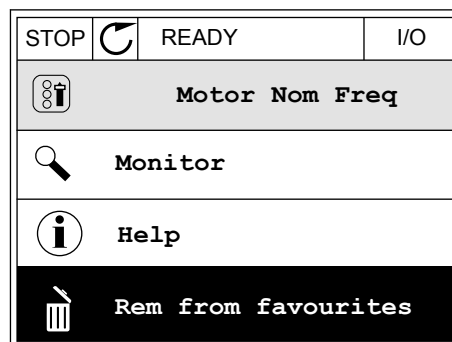 STOP READY I/O
Motor Nom Freq
Monitor
Help
Rem from favourites